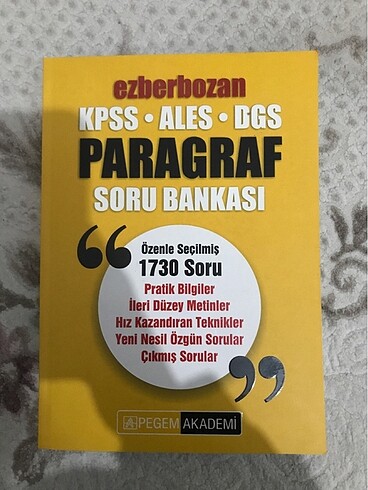 ezberbozan
KPSS • ALES • DGS
PARAGRAF
SORU BANKASI
“
Özenle Seçilmiş
1730 Soru
Pratik Bilgiler
İleri Düzey Metinler
Hız Kazandıran Teknikler
Yeni Nesil Özgün Sorular
Çıkmış Sorular
”
PEGEM AKADEMİ